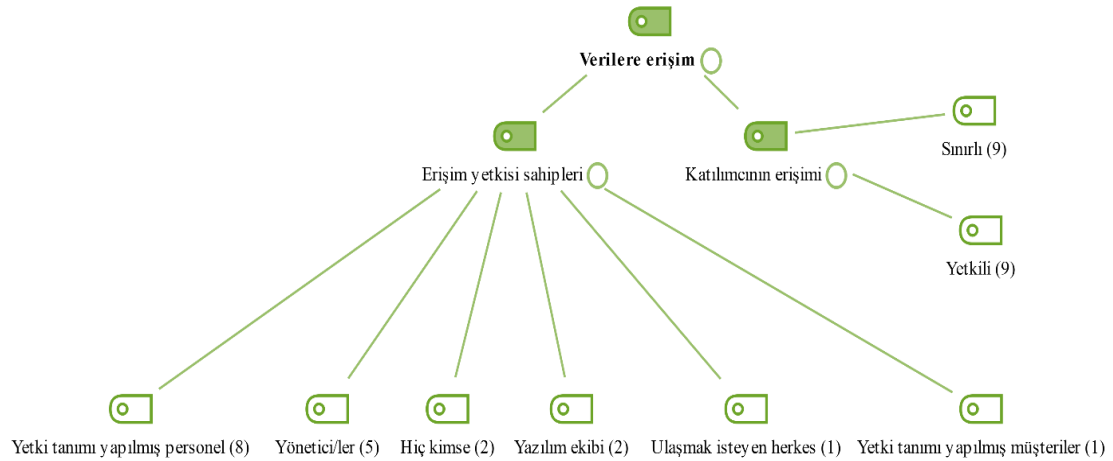 Verilere erişim
Erişim yetkisi sahipleri
Katılımcının erişimi
Sınırlı (9)
Yetkili (9)
Yetki tanımı yapılmış personel (8)
Yönetici/ler (5)
Hiç kimse (2)
Yazılım ekibi (2)
Ulaşmak isteyen herkes (1)
Yetki tanımı yapılmış müşteriler (1)